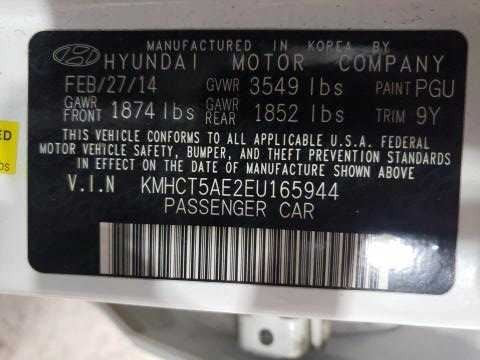 MANUFACTURED IN KOREA BY
HYUNDAI MOTOR COMPANY
FEB/27/14 GVWR 3549 lbs PAINT PGU
GAWR FRONT 1874 lbs GAWR REAR 1852 lbs TRIM 9Y
THIS VEHICLE CONFORMS TO ALL APPLICABLE U.S.A. FEDERAL
MOTOR VEHICLE SAFETY, BUMPER, AND THEFT PREVENTION STANDARDS
IN EFFECT ON THE DATE OF MANUFACTURE SHOWN ABOVE.
V.I.N KMHCT5AE2EU165944
PASSENGER CAR